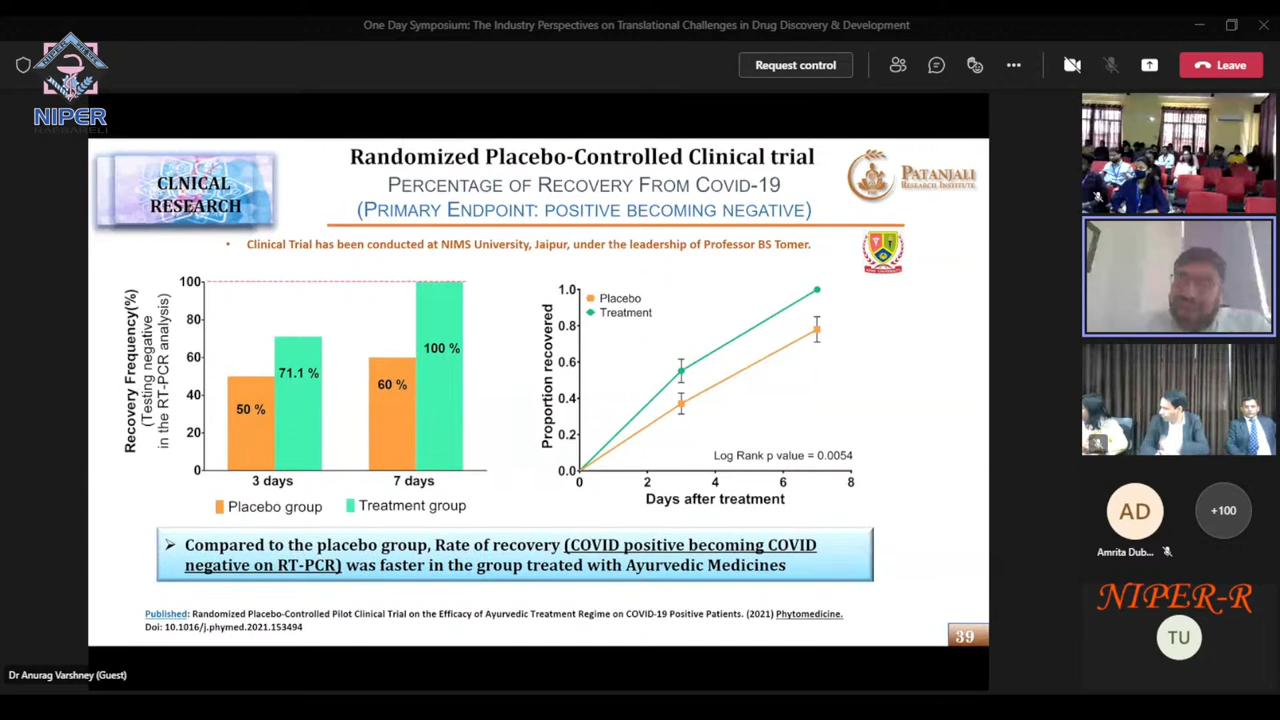 One Day Symposium: The Industry Perspectives on Translational Challenges in Drug Discovery & Development
Request control
Leave
NIPER
RAEBARELI
CLNICAL
RESEARCH
Randomized Placebo-Controlled Clinical trial
PERCENTAGE OF RECOVERY FROM COVID-19
(PRIMARY ENDPOINT: POSITIVE BECOMING NEGATIVE)
PATANJALI
RESEARCH INSTITUTE
• Clinical Trial has been conducted at NIMS University, Jaipur, under the leadership of Professor BS Tomer.
Recovery Frequency(%)
(Testing negative
in the RT-PCR analysis)
100
80
60
40
20
0
50 %
71.1 %
60 %
100 %
3 days
7 days
Placebo group
Treatment group
Proportion recovered
1.0
0.8
0.6
0.4
0.2
0.0
Placebo
Treatment
Log Rank p value = 0.0054
0 2 4 6 8
Days after treatment
➢ Compared to the placebo group, Rate of recovery (COVID positive becoming COVID
negative on RT-PCR) was faster in the group treated with Ayurvedic Medicines
Published: Randomized Placebo-Controlled Pilot Clinical Trial on the Efficacy of Ayurvedic Treatment Regime on COVID-19 Positive Patients. (2021) Phytomedicine.
Doi: 10.1016/j.phymed.2021.153494
39
Dr Anurag Varshney (Guest)
AD
+100
Amrita Dub...
NIPER-R
TU